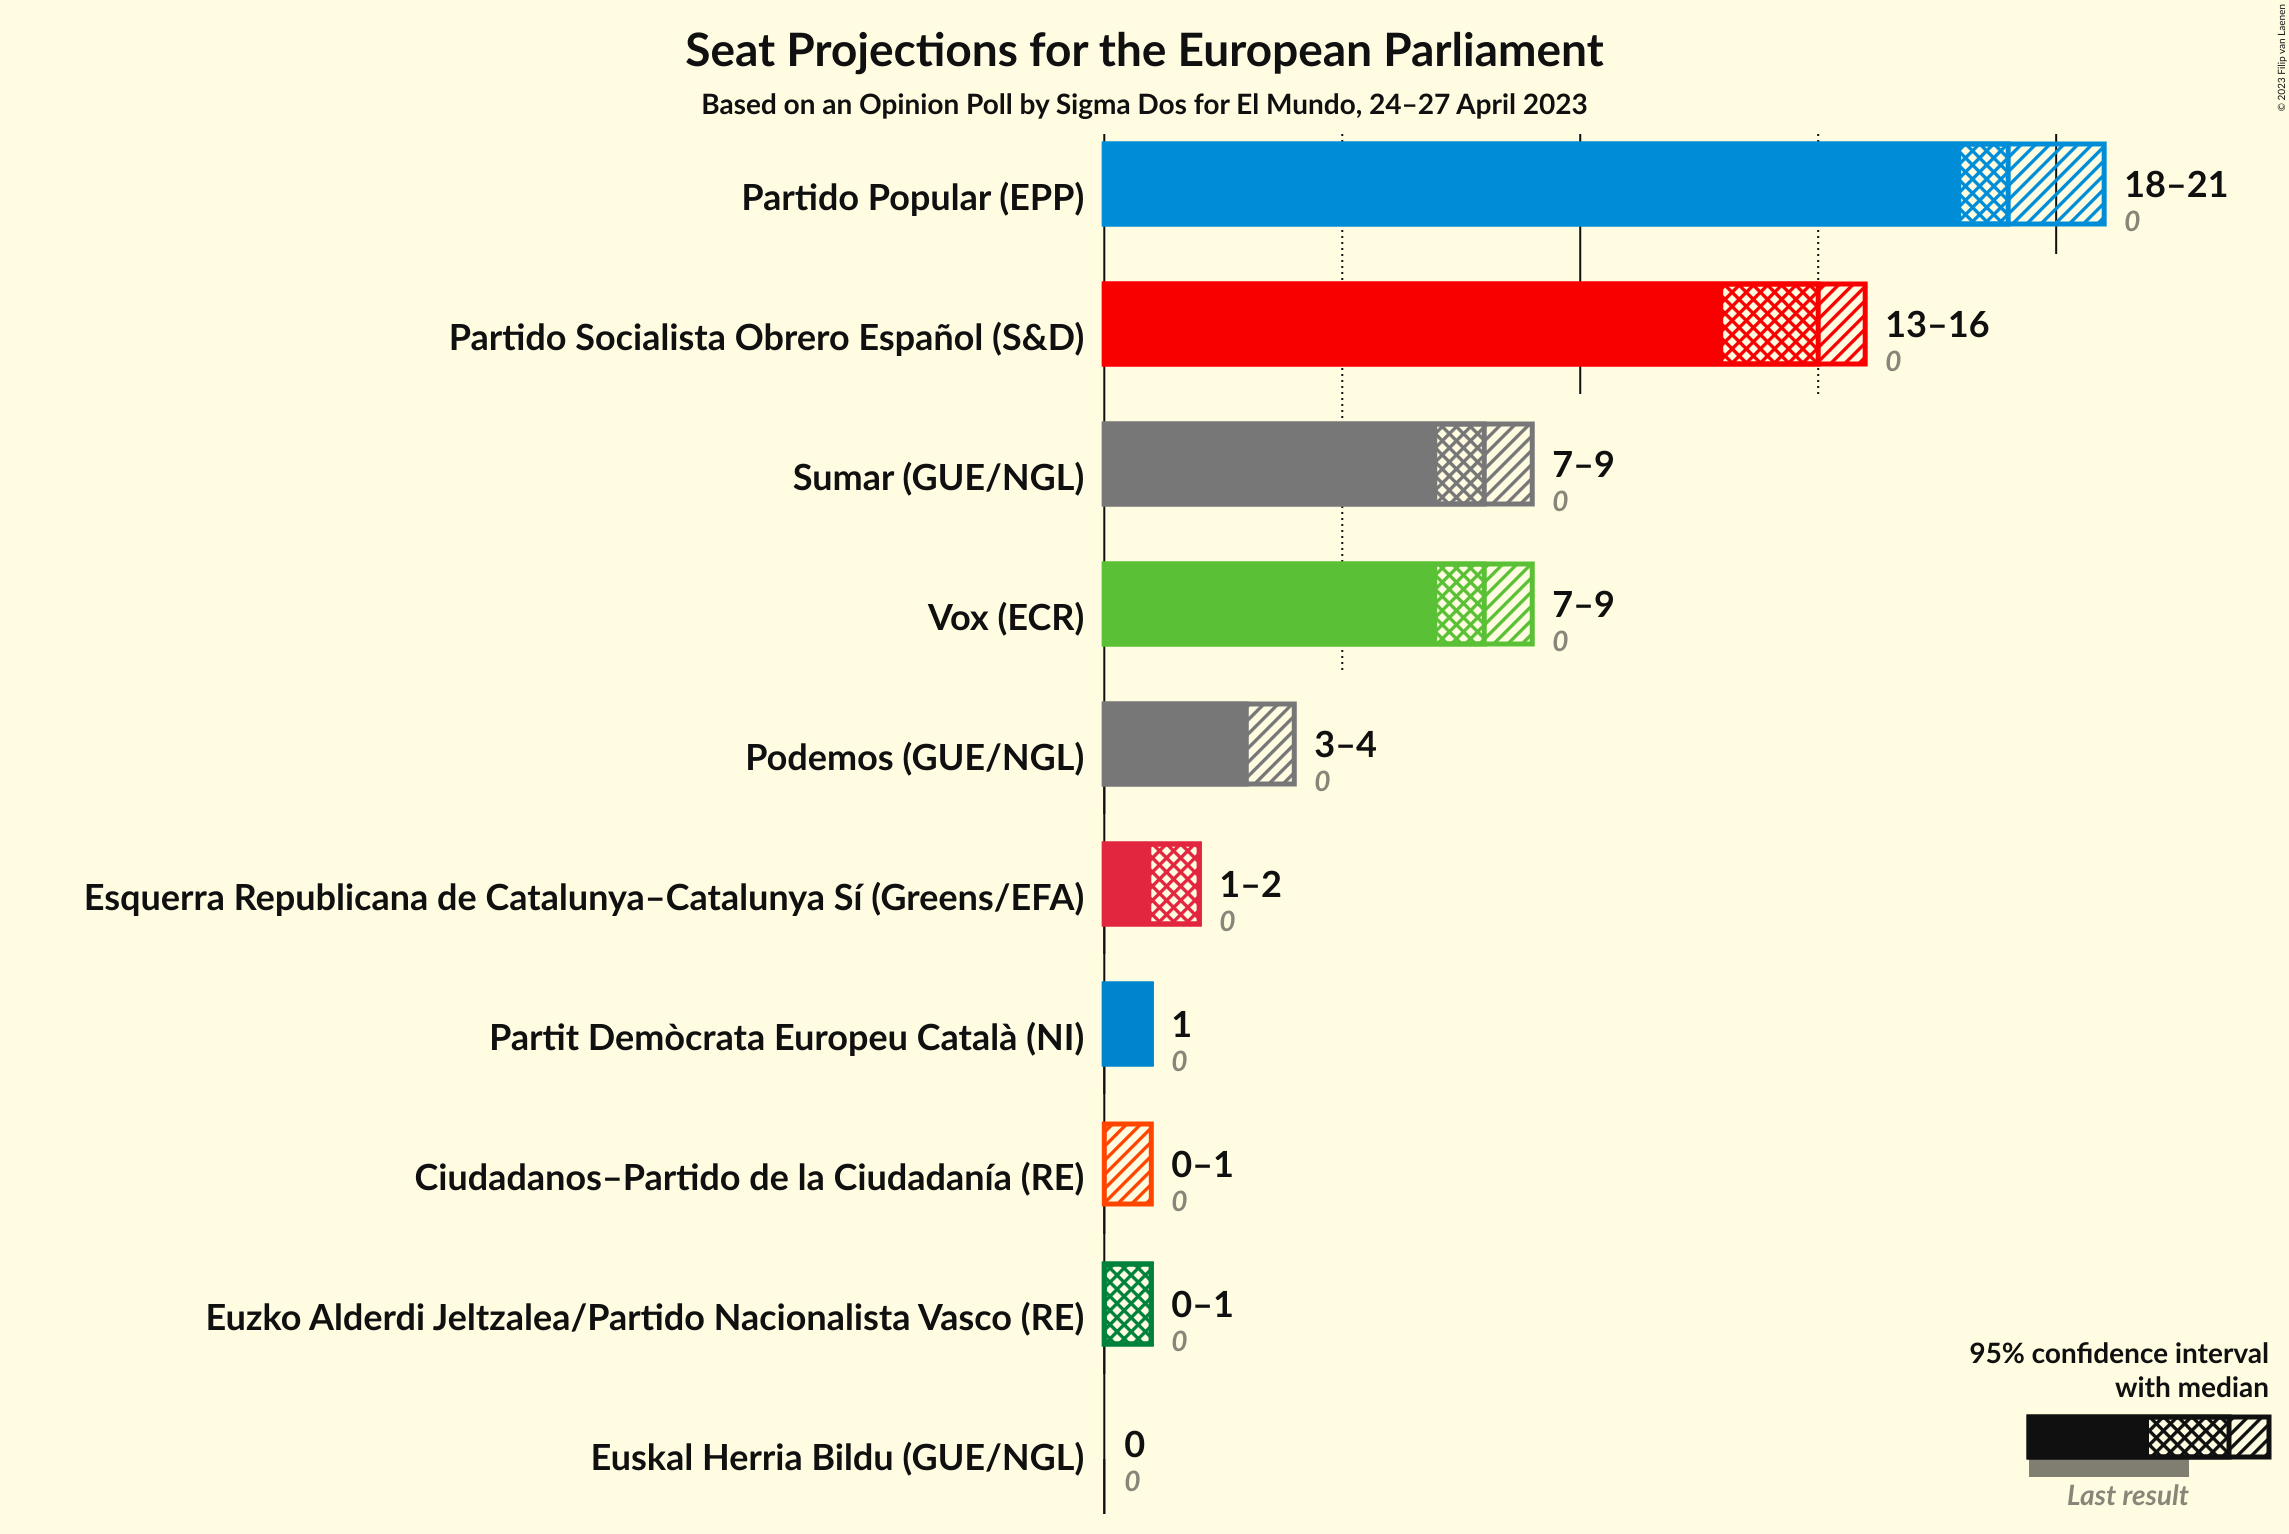 Seat Projections for the European Parliament
Based on an Opinion Poll by Sigma Dos for El Mundo, 24–27 April 2023
© 2023 Filip van Laenen
Partido Popular (EPP)
18–21
0
Partido Socialista Obrero Español (S&D)
13–16
0
Sumar (GUE/NGL)
7–9
0
Vox (ECR)
7–9
0
Podemos (GUE/NGL)
3–4
0
Esquerra Republicana de Catalunya–Catalunya Sí (Greens/EFA)
1–2
0
Partit Demòcrata Europeu Català (NI)
1
0
Ciudadanos–Partido de la Ciudadanía (RE)
0–1
0
Euzko Alderdi Jeltzalea/Partido Nacionalista Vasco (RE)
0–1
0
Euskal Herria Bildu (GUE/NGL)
0
0
95% confidence interval
with median
Last result